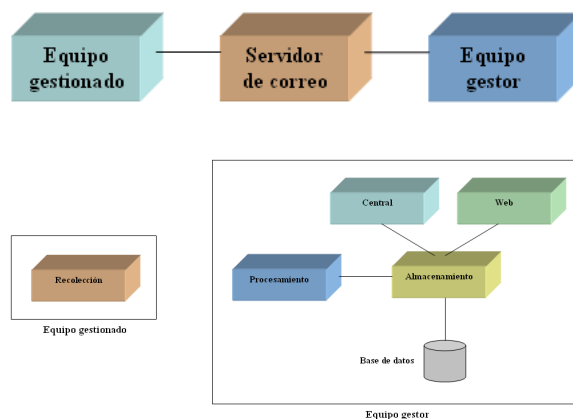 Equipo
gestionado
Servidor
de correo
Equipo
gestor
Central
Web
Recolección
Procesamiento
Almacenamiento
Equipo gestionado
Base de datos
Equipo gestor